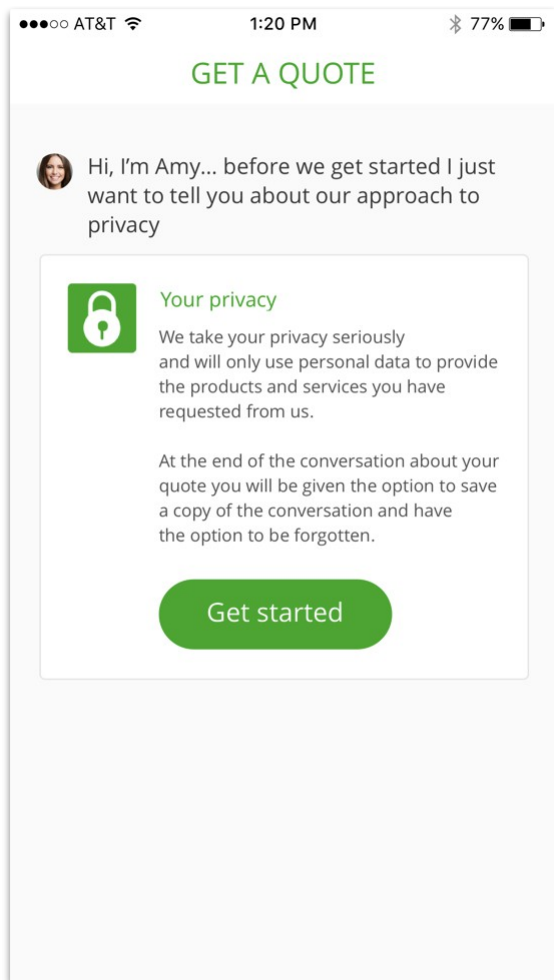 AT&T 1:20 PM 77%
GET A QUOTE
Hi, I’m Amy... before we get started I just
want to tell you about our approach to
privacy
Your privacy
We take your privacy seriously
and will only use personal data to provide
the products and services you have
requested from us.
At the end of the conversation about your
quote you will be given the option to save
a copy of the conversation and have
the option to be forgotten.
Get started